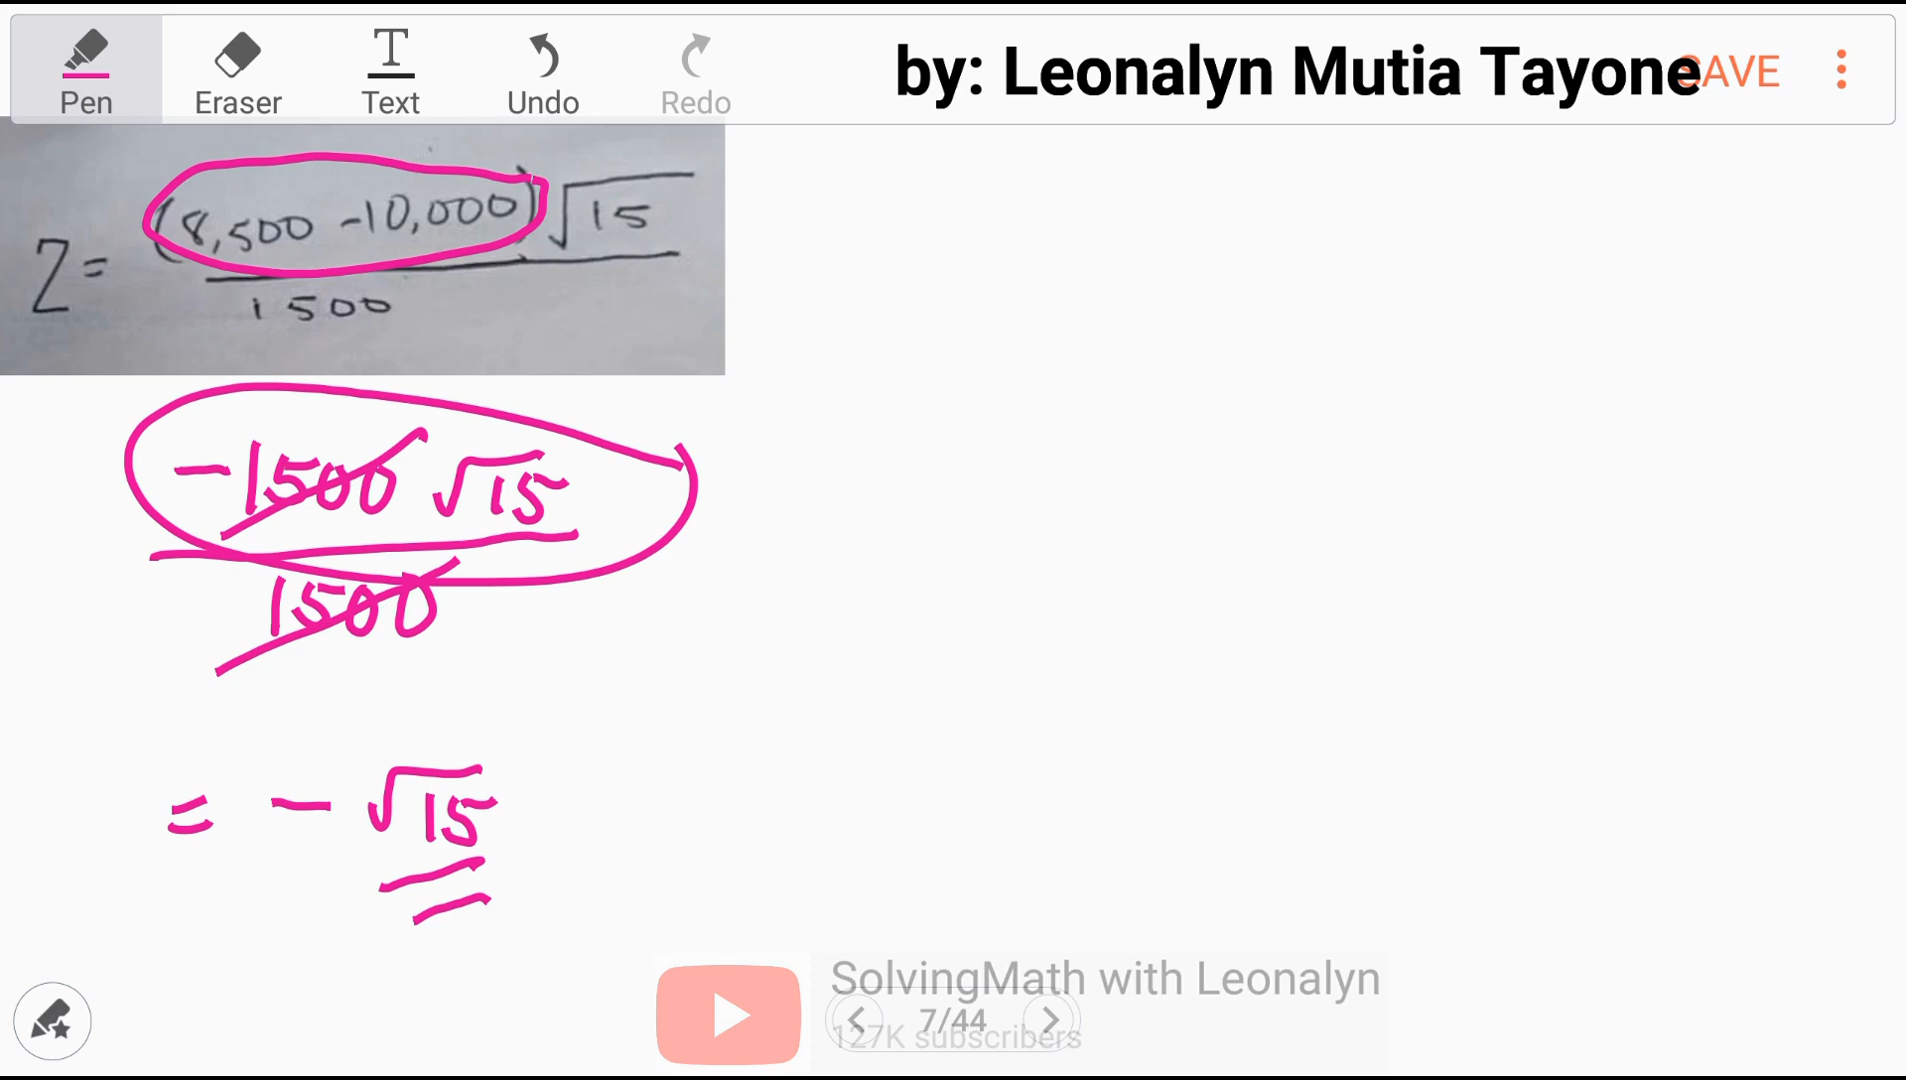 Pen
Eraser
Text
Undo
Redo
by: Leonalyn Mutia Tayone
Z = (8,500 -10,000) √15
1500
-1500 √15
1500
= - √15
SolvingMath with Leonalyn
7/44
127K subscribers